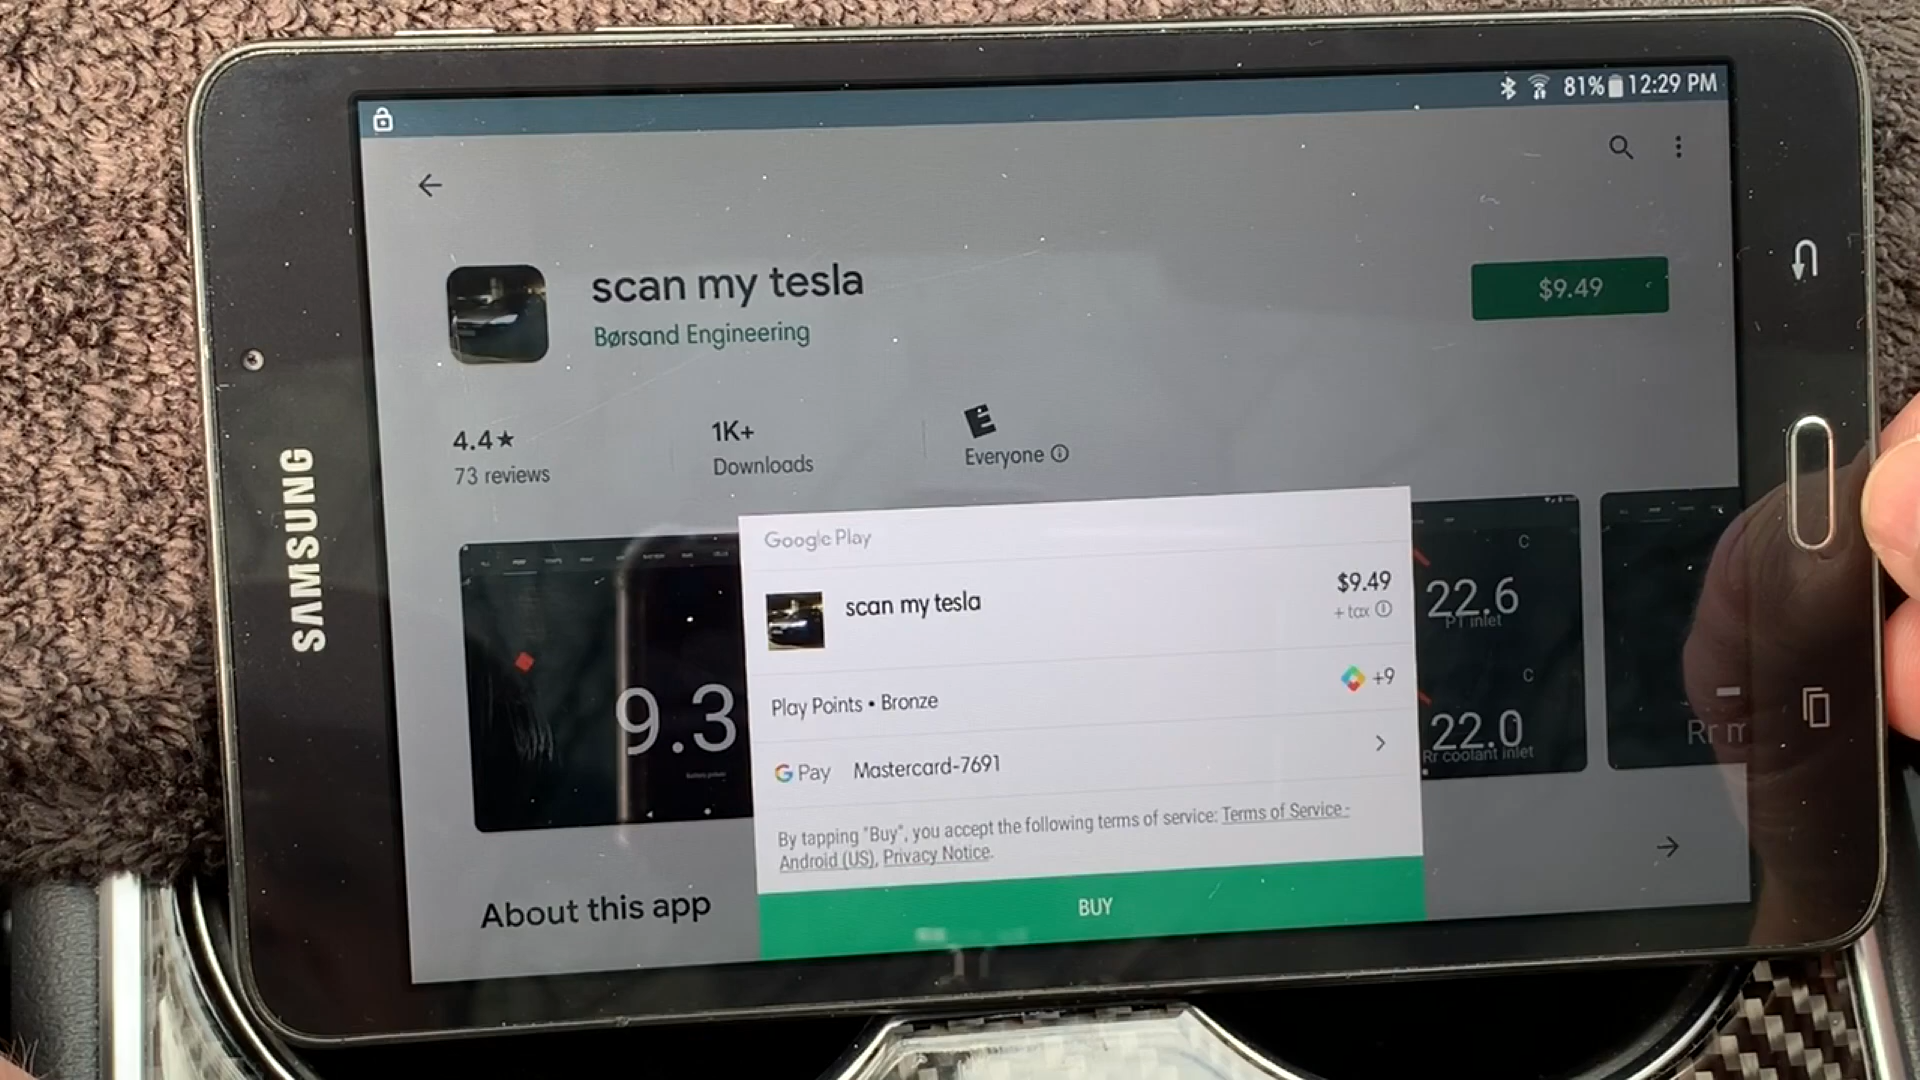 81% 12:29 PM
scan my tesla
Børsand Engineering
$9.49
4.4★
73 reviews
1K+
Downloads
E
Everyone
SAMSUNG
Google Play
scan my tesla
$9.49
+ tax
Play Points • Bronze
+9
G Pay Mastercard-7691
By tapping "Buy", you accept the following terms of service: Terms of Service -
Android (US), Privacy Notice.
BUY
9.3
C
22.6
PT inlet
C
22.0
Rr coolant inlet
Rr m
About this app